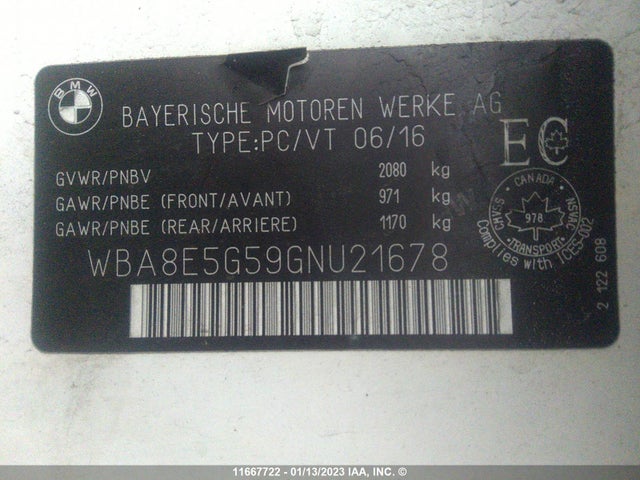 BMW
BAYERISCHE MOTOREN WERKE AG
TYPE:PC/VT 06/16
EC
GVWR/PNBV 2080 kg
GAWR/PNBE (FRONT/AVANT) 971 kg
GAWR/PNBE (REAR/ARRIERE) 1170 kg
CANADA
CMVSS
NSVAC
978
TRANSPORT
Complies with ICES-002
WBA8E5G59GNU21678
2 122 608
11667722 - 01/13/2023 IAA, INC. ©